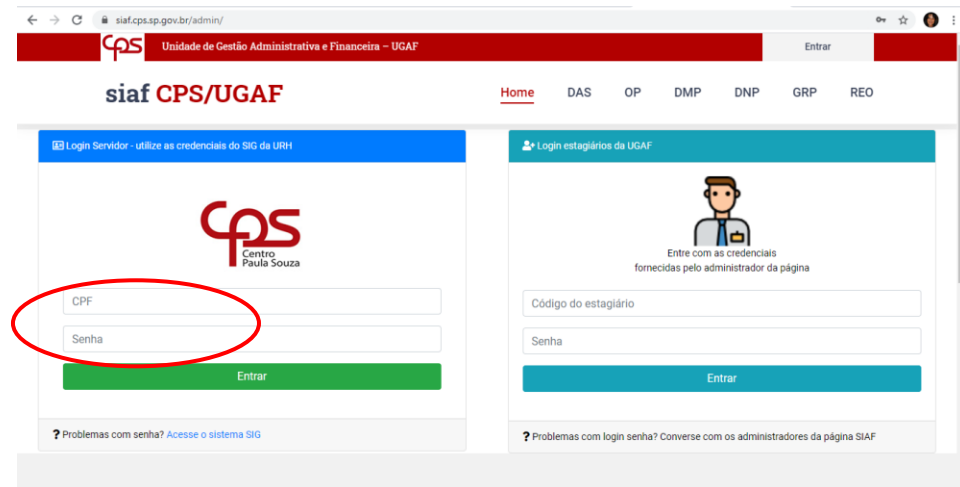 siaf.cps.sp.gov.br/admin/
cps Unidade de Gestão Administrativa e Financeira – UGAF Entrar
siaf CPS/UGAF Home DAS OP DMP DNP GRP REO
Login Servidor - utilize as credenciais do SIG da URH
cps
Centro
Paula Souza
CPF
Senha
Entrar
? Problemas com senha? Acesse o sistema SIG
Login estagiários da UGAF
Entre com as credenciais
fornecidas pelo administrador da página
Código do estagiário
Senha
Entrar
? Problemas com login senha? Converse com os administradores da página SIAF